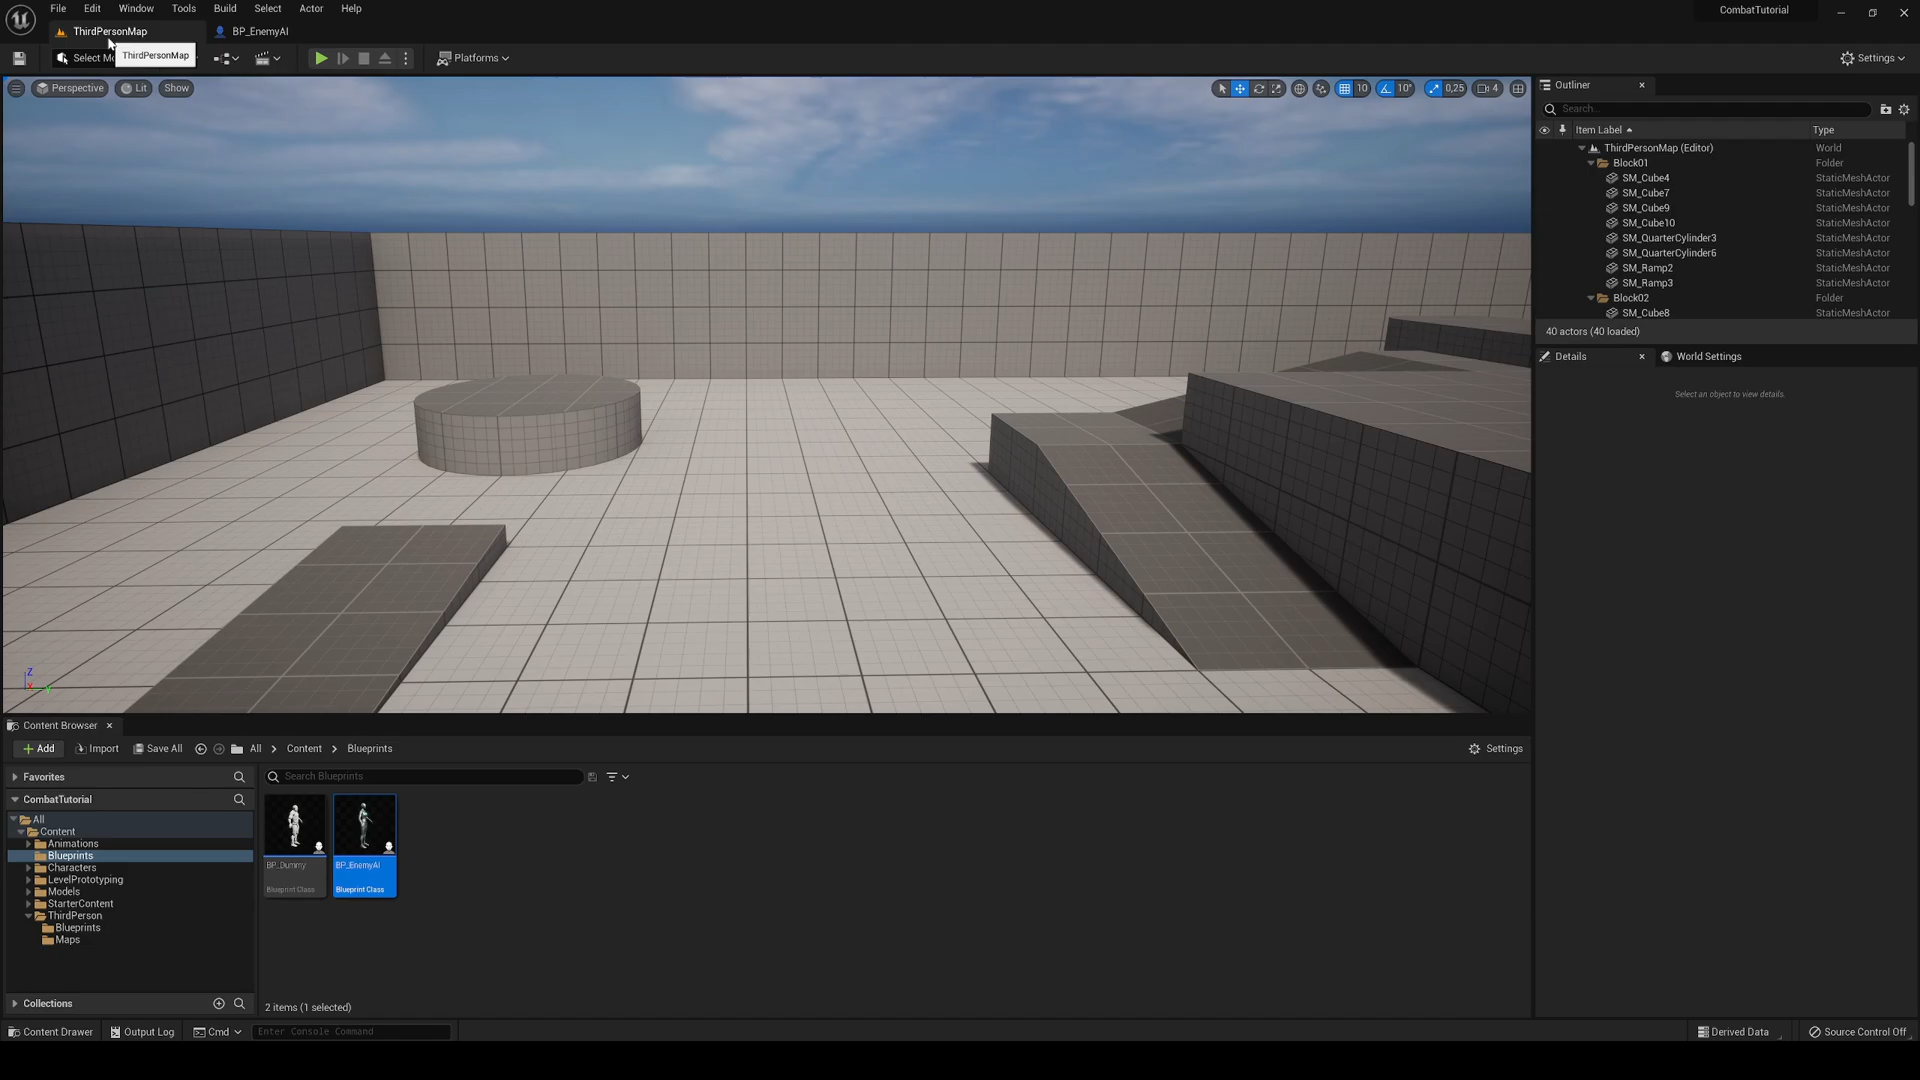 File Edit Window Tools Build Select Actor Help
CombatTutorial
ThirdPersonMap
BP_EnemyAI
Select Mo
ThirdPersonMap
Platforms
Settings
Perspective Lit Show
10 10° 0,25 4
Outliner
Search...
Item Label Type
ThirdPersonMap (Editor) World
Block01 Folder
SM_Cube4 StaticMeshActor
SM_Cube7 StaticMeshActor
SM_Cube9 StaticMeshActor
SM_Cube10 StaticMeshActor
SM_QuarterCylinder3 StaticMeshActor
SM_QuarterCylinder6 StaticMeshActor
SM_Ramp2 StaticMeshActor
SM_Ramp3 StaticMeshActor
Block02 Folder
SM_Cube8 StaticMeshActor
40 actors (40 loaded)
Details World Settings
Select an object to view details.
Z
X Y
Content Browser
Add Import Save All All Content Blueprints Settings
Favorites
Search Blueprints
CombatTutorial
All
Content
Animations
Blueprints
Characters
LevelPrototyping
Models
StarterContent
ThirdPerson
Blueprints
Maps
BP_Dummy
Blueprint Class
BP_EnemyAI
Blueprint Class
Collections
2 items (1 selected)
Content Drawer Output Log Cmd Enter Console Command Derived Data Source Control Off